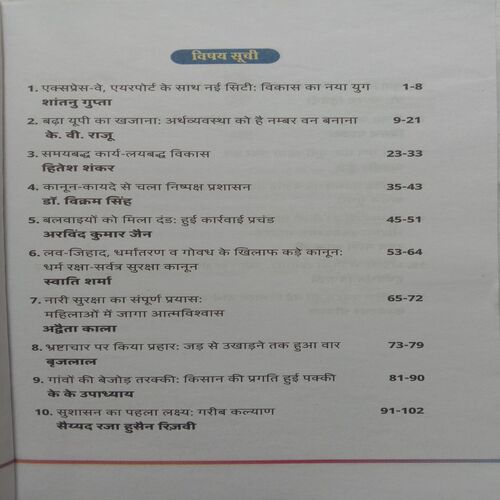 विषय सूची
1. एक्सप्रेस-वे, एयरपोर्ट के साथ नई सिटी: विकास का नया युग 1-8
शांतनु गुप्ता
2. बढ़ा यूपी का खजाना: अर्थव्यवस्था को है नम्बर वन बनाना 9-21
के. वी. राजू
3. समयबद्ध कार्य-लयबद्ध विकास 23-33
हितेश शंकर
4. कानून-कायदे से चला निष्पक्ष प्रशासन 35-43
डॉ. विक्रम सिंह
5. बलवाइयों को मिला दंड: हुई कार्रवाई प्रचंड 45-51
अरविंद कुमार जैन
6. लव-जिहाद, धर्मांतरण व गोवध के खिलाफ कड़े कानून: 53-64
धर्म रक्षा-सर्वत्र सुरक्षा कानून
स्वाति शर्मा
7. नारी सुरक्षा का संपूर्ण प्रयास: 65-72
महिलाओं में जागा आत्मविश्वास
अद्वैता काला
8. भ्रष्टाचार पर किया प्रहार: जड़ से उखाड़ने तक हुआ वार 73-79
बृजलाल
9. गांवों की बेजोड़ तरक्की: किसान की प्रगति हुई पक्की 81-90
के के उपाध्याय
10. सुशासन का पहला लक्ष्य: गरीब कल्याण 91-102
सैय्यद रजा हुसैन रिज़वी